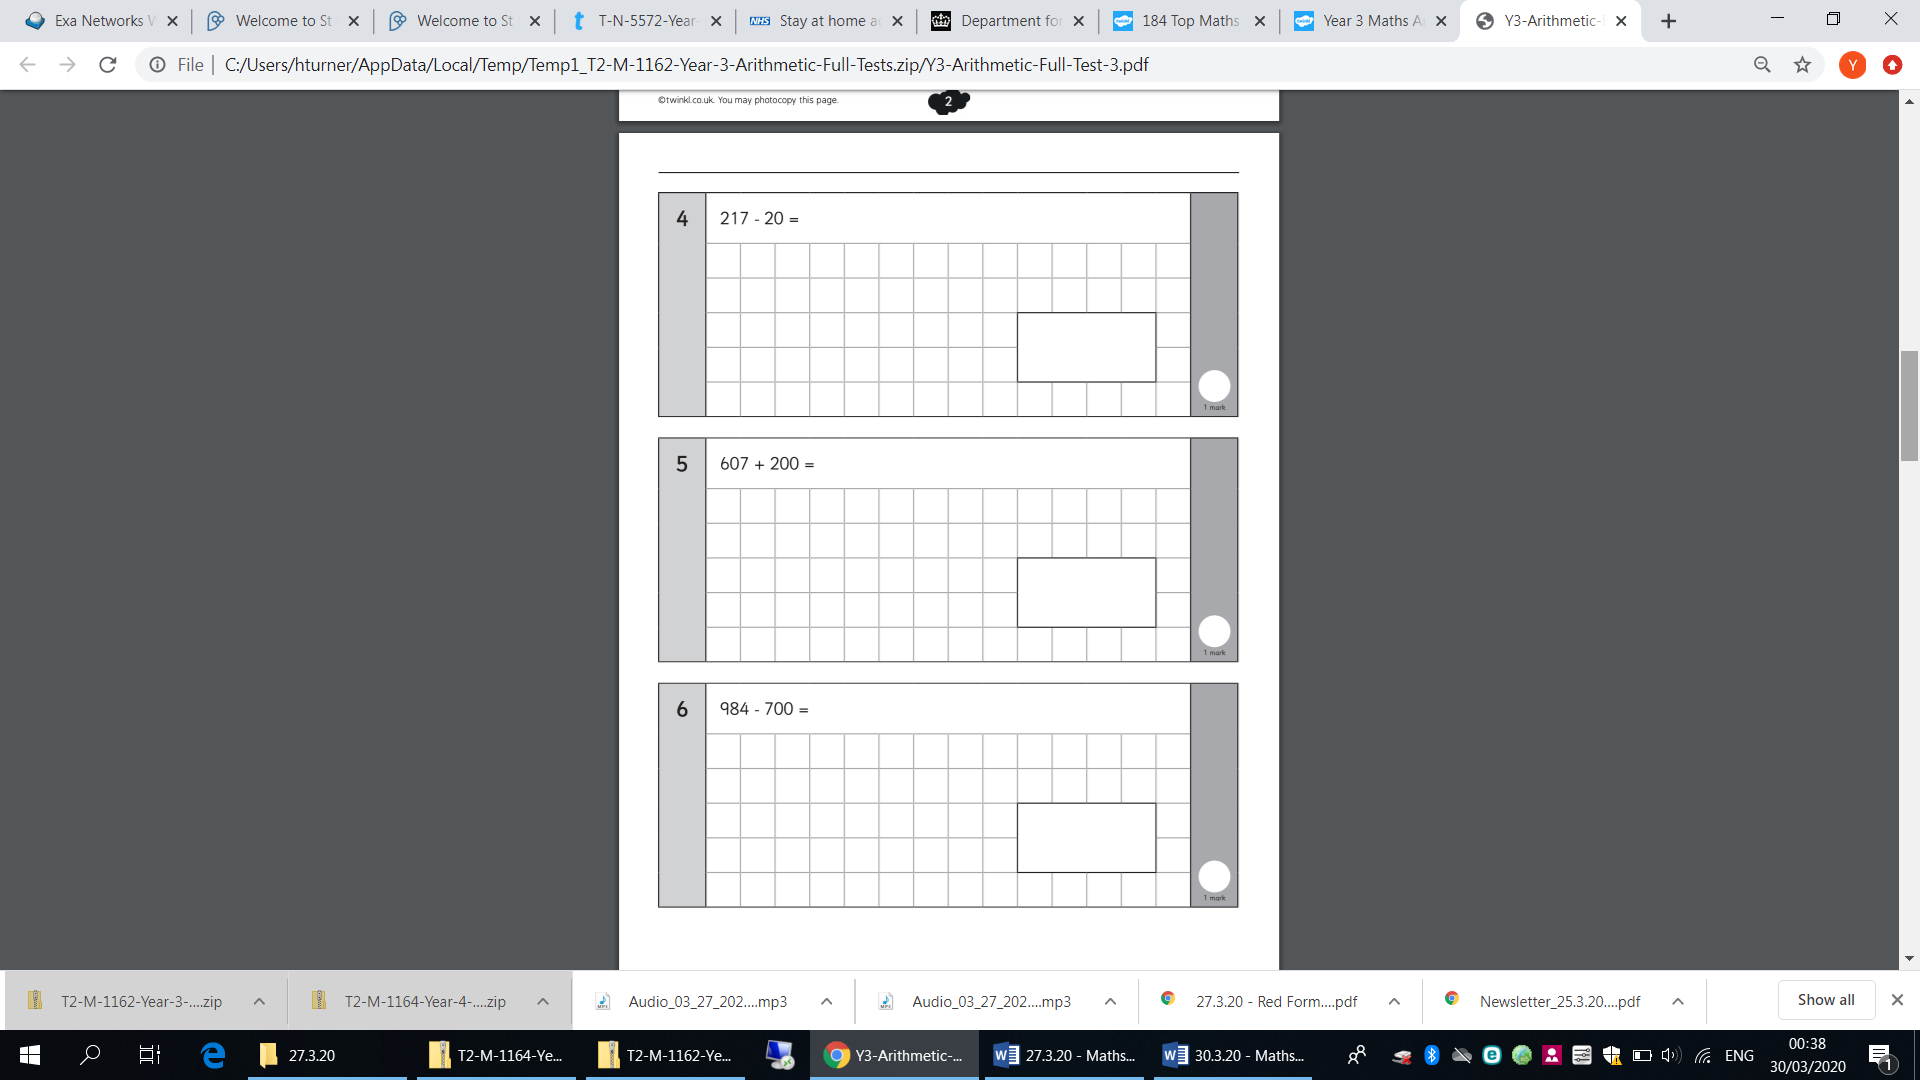 Exa Networks W
Welcome to St
Welcome to St
T-N-5572-Year-
NHS Stay at home a
Department fo
184 Top Maths
Year 3 Maths A
Y3-Arithmetic-
File | C:/Users/hturner/AppData/Local/Temp/Temp1_T2-M-1162-Year-3-Arithmetic-Full-Tests.zip/Y3-Arithmetic-Full-Test-3.pdf
Y
©twinkl.co.uk. You may photocopy this page.
2
4
217 - 20 =
1 mark
5
607 + 200 =
1 mark
6
984 - 700 =
1 mark
T2-M-1162-Year-3-....zip
T2-M-1164-Year-4-....zip
Audio_03_27_202....mp3
Audio_03_27_202....mp3
27.3.20 - Red Form....pdf
Newsletter_25.3.20....pdf
Show all
27.3.20
T2-M-1164-Ye...
T2-M-1162-Ye...
Y3-Arithmetic-...
27.3.20 - Maths...
30.3.20 - Maths...
ENG
00:38
30/03/2020
1